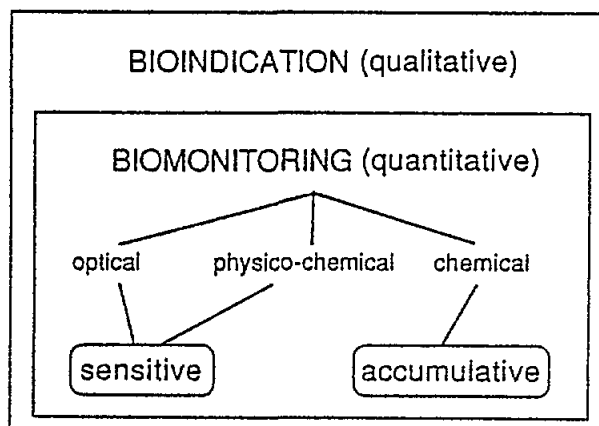 BIOINDICATION (qualitative)
BIOMONITORING (quantitative)
optical physico-chemical chemical
sensitive accumulative